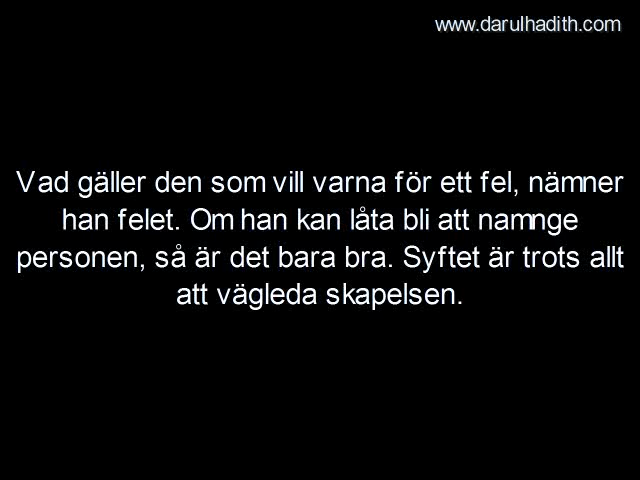 www.darulhadith.com
Vad gäller den som vill varna för ett fel, nämner
han felet. Om han kan låta bli att namnge
personen, så är det bara bra. Syftet är trots allt
att vägleda skapelsen.